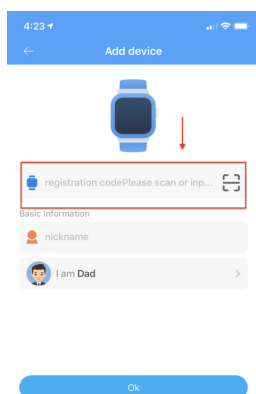 4:23
Add device
registration codePlease scan or inp...
Basic Information
nickname
I am Dad
Ok